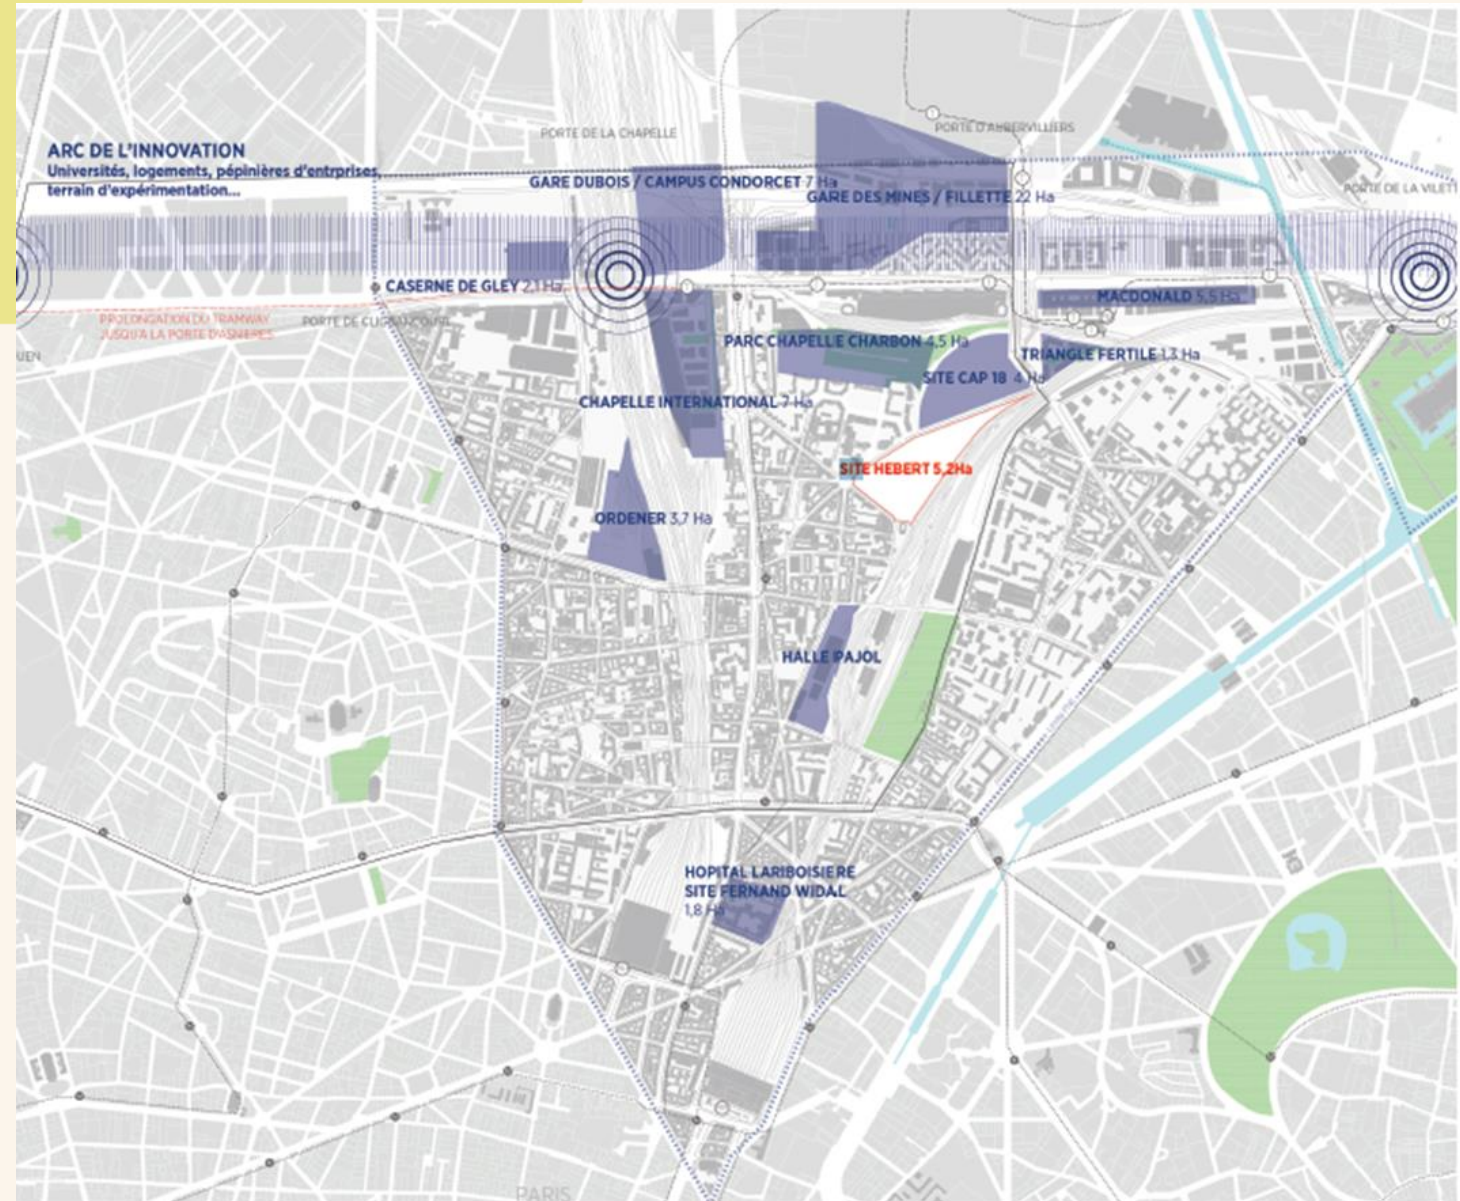 PORTE DE LA CHAPELLE
PORTE D'AUBERVILLIERS
ARC DE L'INNOVATION
Universités, logements, pépinières d'entrprises,
terrain d'expérimentation...
GARE DUBOIS / CAMPUS CONDORCET 7 Ha
GARE DES MINES / FILLETTE 22 Ha
PORTE DE LA VILETT
CASERNE DE GLEY 2,1 Ha
MACDONALD 5,5 Ha
PROLONGATION DU TRAMWAY
JUSQU'A LA PORTE D'ASNIERES
PORTE DE CLIGNANCOURT
PARC CHAPELLE CHARBON 4,5 Ha
TRIANGLE FERTILE 1,3 Ha
UEN
SITE CAP 18 4 Ha
CHAPELLE INTERNATIONAL 7 Ha
SITE HEBERT 5,2Ha
ORDENER 3,7 Ha
HALLE PAJOL
HOPITAL LARIBOISIERE
SITE FERNAND WIDAL
1,8 Ha
PARIS